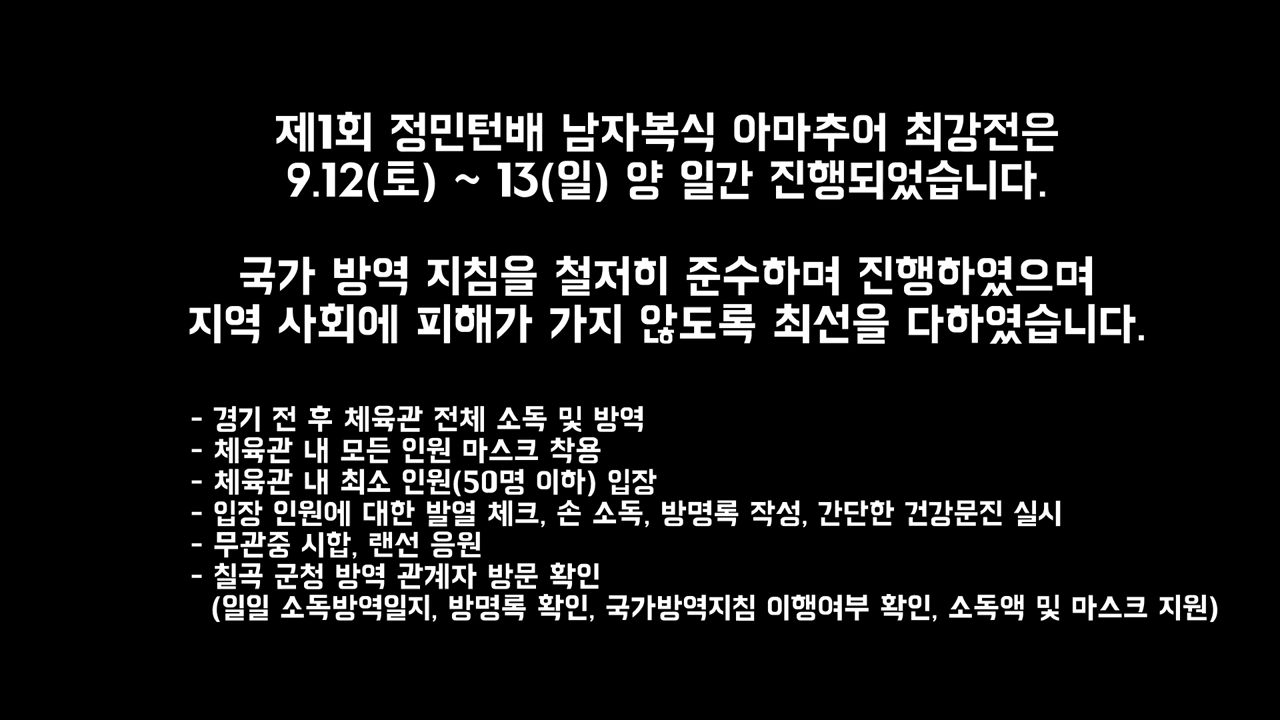 제1회 정민턴배 남자복식 아마추어 최강전은
9.12(토) ~ 13(일) 양 일간 진행되었습니다.
국가 방역 지침을 철저히 준수하며 진행하였으며
지역 사회에 피해가 가지 않도록 최선을 다하였습니다.
- 경기 전 후 체육관 전체 소독 및 방역
- 체육관 내 모든 인원 마스크 착용
- 체육관 내 최소 인원(50명 이하) 입장
- 입장 인원에 대한 발열 체크, 손 소독, 방명록 작성, 간단한 건강문진 실시
- 무관중 시합, 랜선 응원
- 칠곡 군청 방역 관계자 방문 확인
(일일 소독방역일지, 방명록 확인, 국가방역지침 이행여부 확인, 소독액 및 마스크 지원)